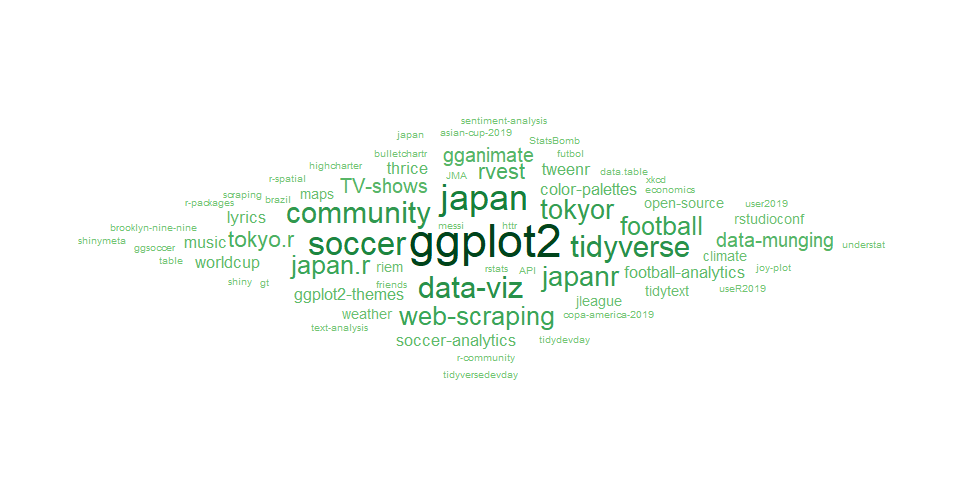 sentiment-analysis
japan
asian-cup-2019
StatsBomb
bulletchartr
gganimate
futbol
highcharter
thrice
rvest
tweenr
data.table
r-spatial
TV-shows
JMA
color-palettes
xkcd
economics
scraping
brazil
maps
japan
open-source
user2019
r-packages
lyrics
community
tokyor
football
rstudioconf
brooklyn-nine-nine
messi
httr
shinymeta
ggsoccer
music
tokyo.r
soccer
ggplot2
tidyverse
data-munging
understat
table
worldcup
japan.r
riem
rstats
API
climate
joy-plot
japanr
football-analytics
shiny
gt
friends
data-viz
tidytext
useR2019
ggplot2-themes
jleague
weather
web-scraping
copa-america-2019
text-analysis
soccer-analytics
tidydevday
r-community
tidyversedevday